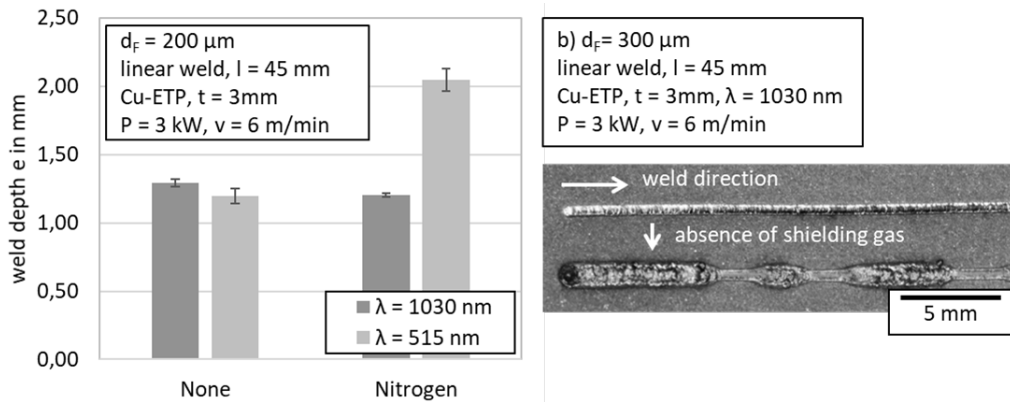 2,50
2,00
1,50
1,00
0,50
0,00
weld depth e in mm
d_F = 200 µm
linear weld, l = 45 mm
Cu-ETP, t = 3mm
P = 3 kW, v = 6 m/min
λ = 1030 nm
λ = 515 nm
None
Nitrogen
b) d_F= 300 µm
linear weld, l = 45 mm
Cu-ETP, t = 3mm, λ = 1030 nm
P = 3 kW, v = 6 m/min
weld direction
absence of shielding gas
5 mm